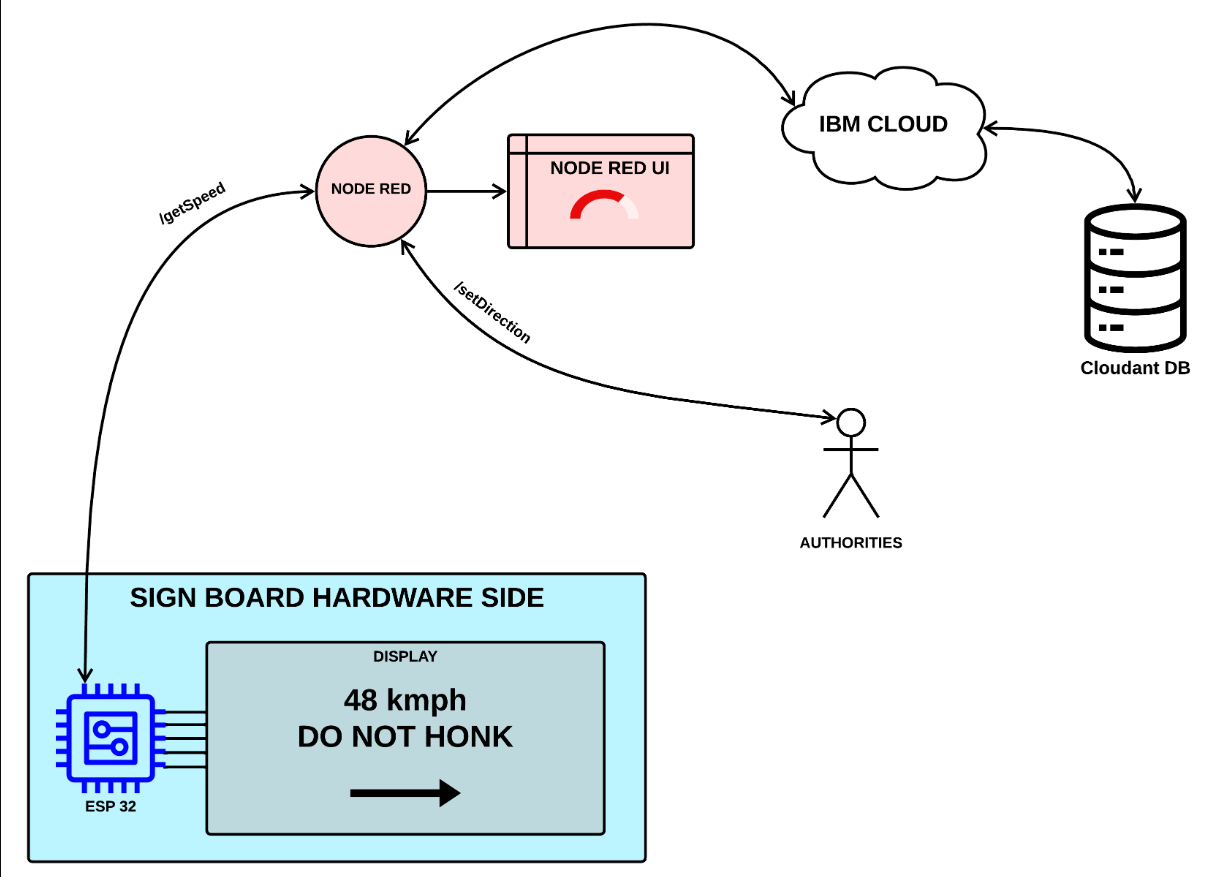 IBM CLOUD
NODE RED UI
NODE RED
/getSpeed
/setDirection
Cloudant DB
AUTHORITIES
SIGN BOARD HARDWARE SIDE
DISPLAY
48 kmph
DO NOT HONK
ESP 32